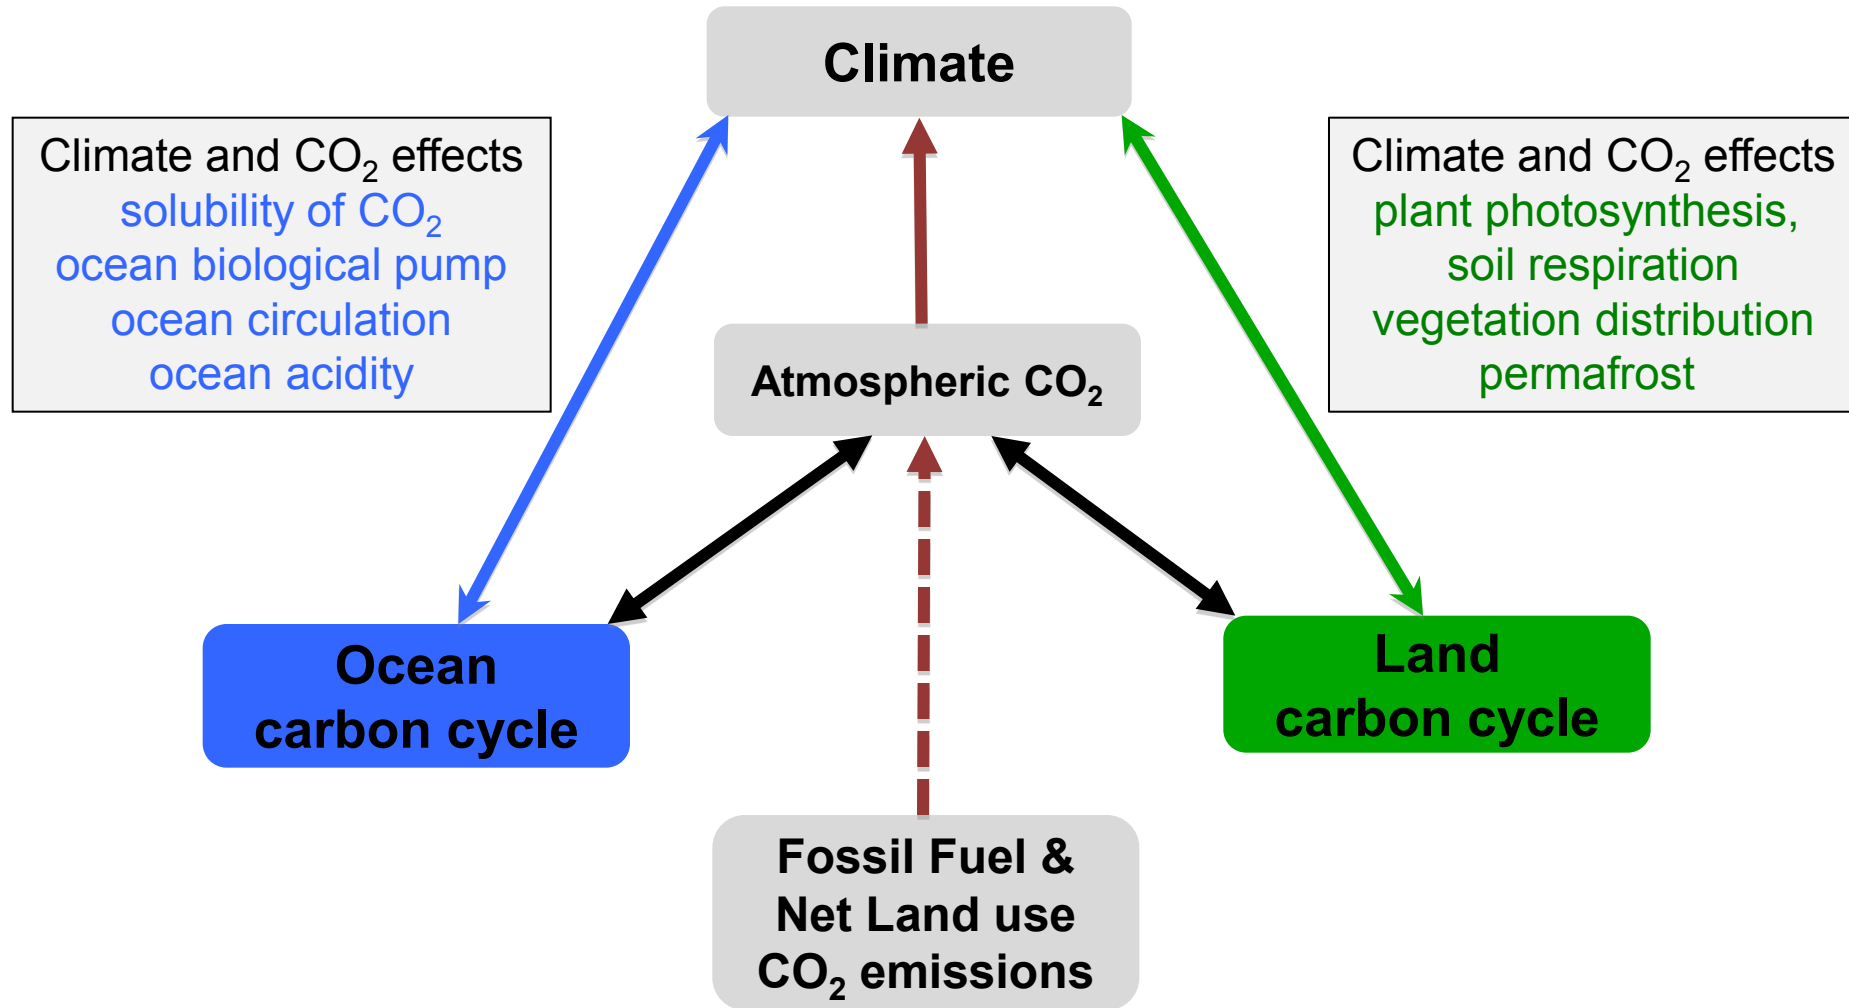 Climate
Climate and CO₂ effects
solubility of CO₂
ocean biological pump
ocean circulation
ocean acidity
Climate and CO₂ effects
plant photosynthesis,
soil respiration
vegetation distribution
permafrost
Atmospheric CO₂
Ocean
carbon cycle
Land
carbon cycle
Fossil Fuel &
Net Land use
CO₂ emissions